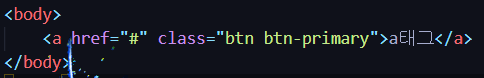 <body>
<a href="#" class="btn btn-primary">a태그</a>
</body>